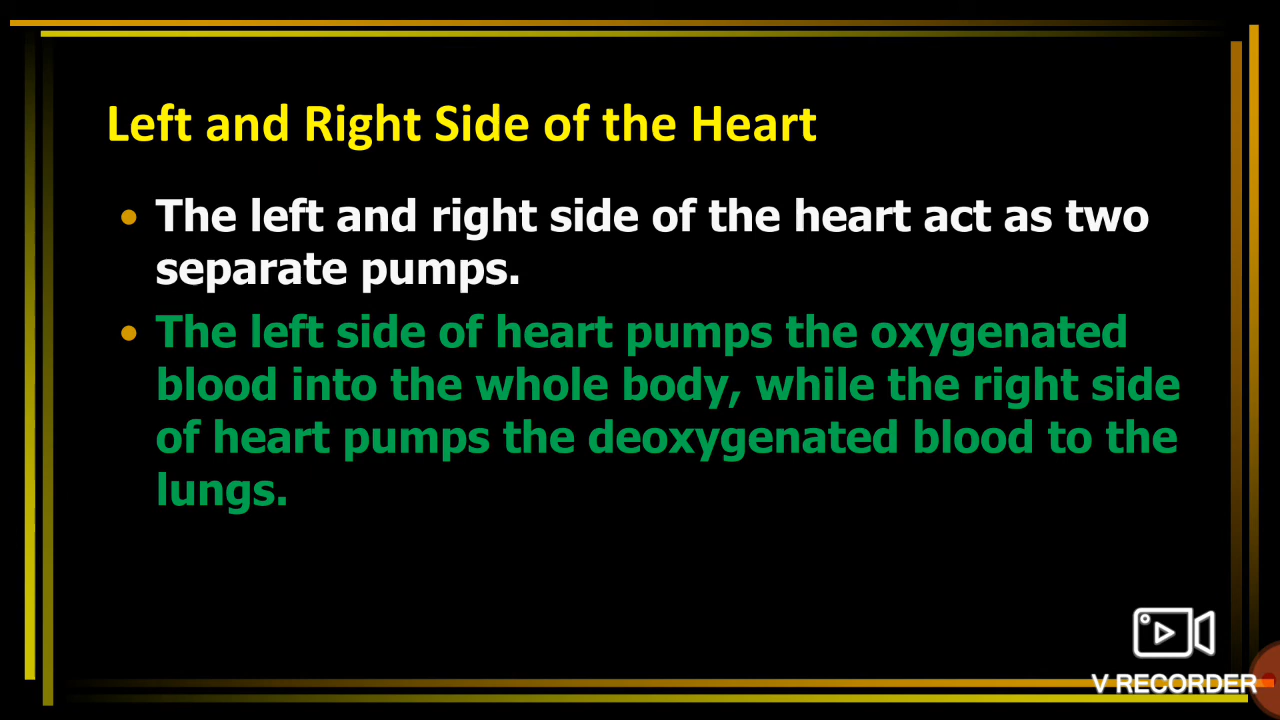 Left and Right Side of the Heart
• The left and right side of the heart act as two
separate pumps.
• The left side of heart pumps the oxygenated
blood into the whole body, while the right side
of heart pumps the deoxygenated blood to the
lungs.
V RECORDER